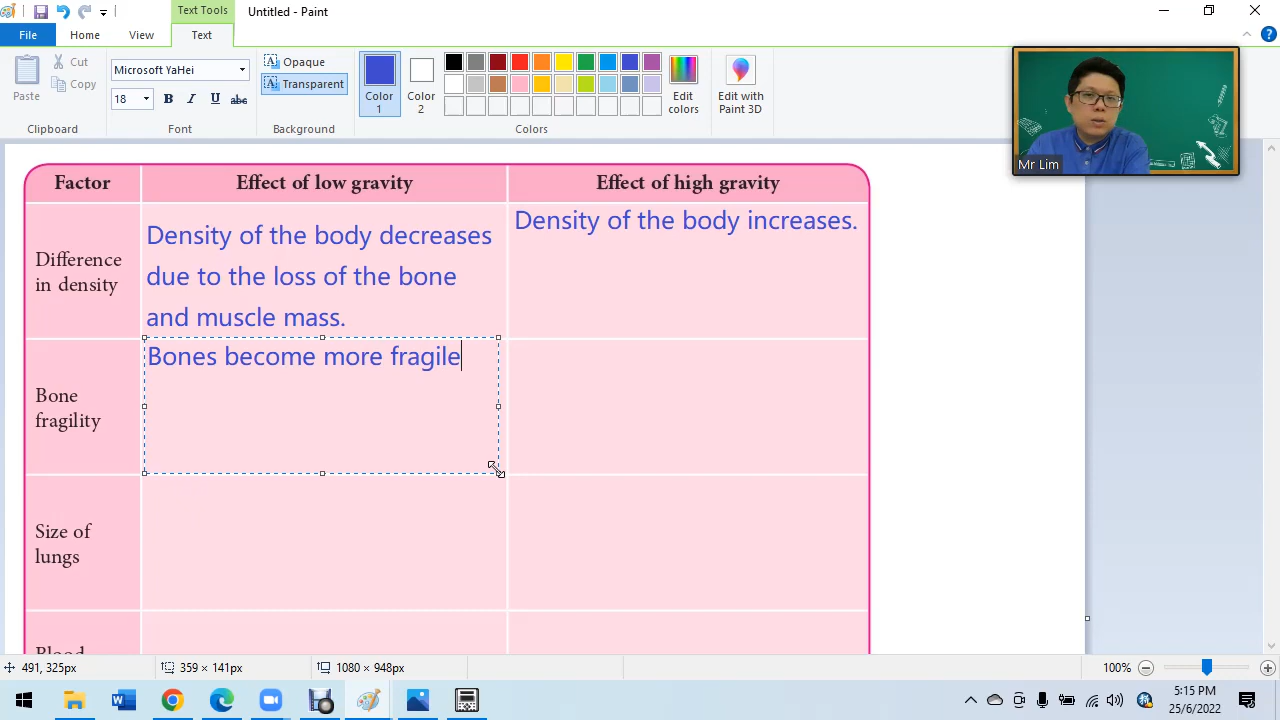 Text Tools
Untitled - Paint
File
Home
View
Text
Paste
Cut
Copy
Clipboard
Microsoft YaHei
18
B
I
U
abc
Font
Opaque
Transparent
Background
Color 1
Color 2
Edit colors
Colors
Edit with Paint 3D
Mr Lim
Factor
Effect of low gravity
Effect of high gravity
Difference
in density
Density of the body decreases
due to the loss of the bone
and muscle mass.
Density of the body increases.
Bone
fragility
Bones become more fragile
Size of
lungs
Blood
491, 325px
359 × 141px
1080 × 948px
100%
5:15 PM
25/6/2022